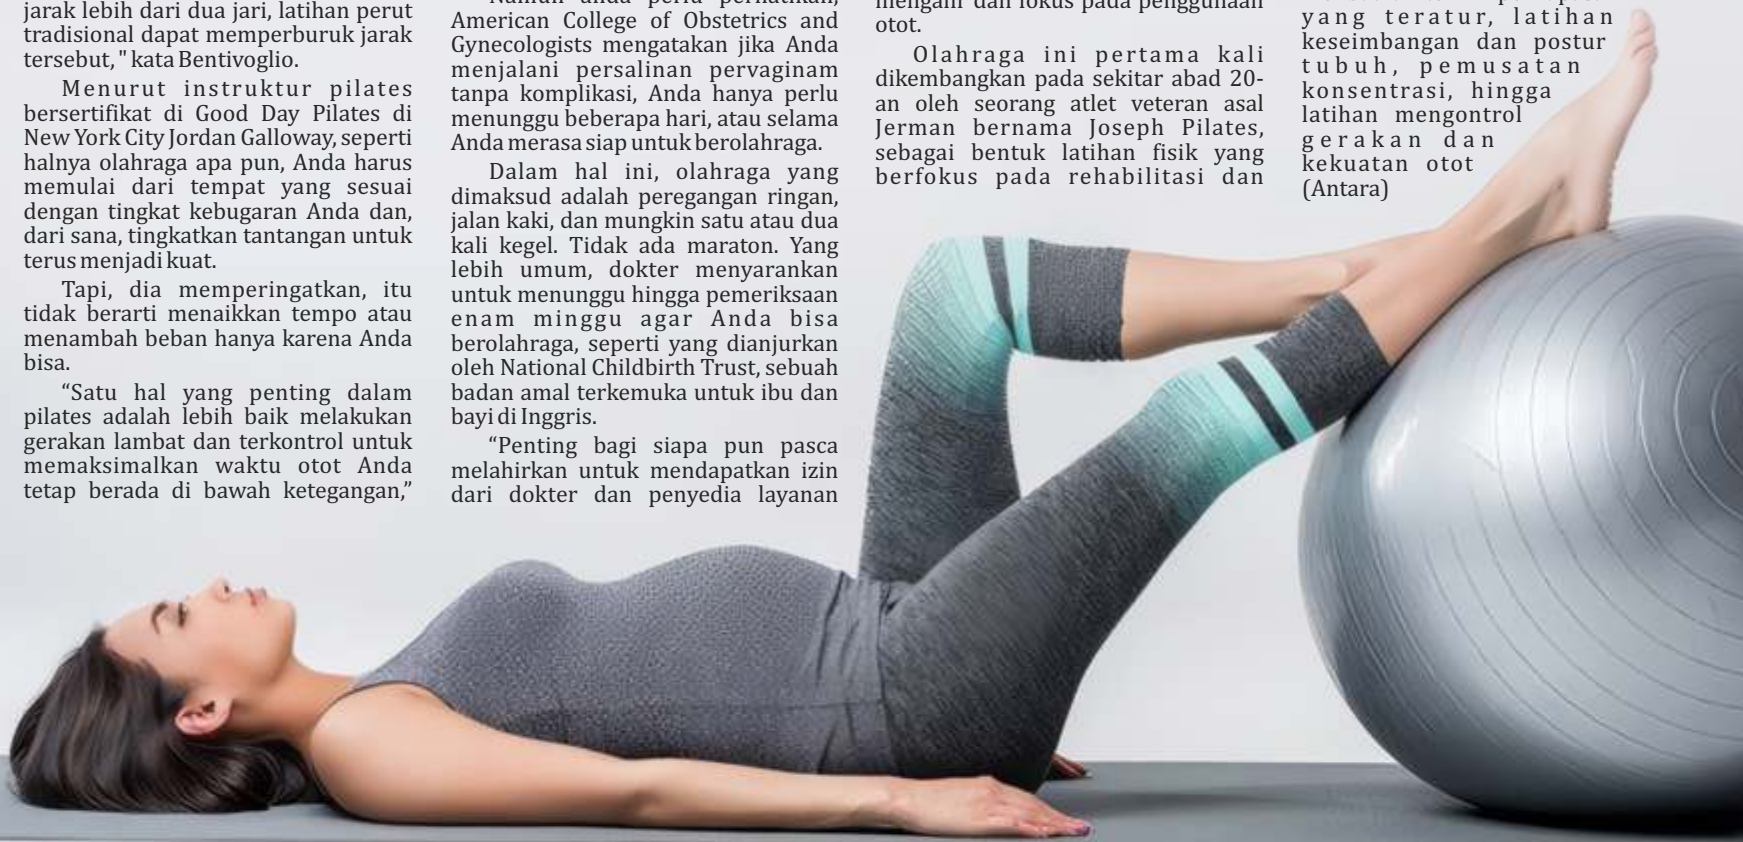 jarak lebih dari dua jari, latihan perut
tradisional dapat memperburuk jarak
tersebut, " kata Bentivoglio.
Menurut instruktur pilates
bersertifikat di Good Day Pilates di
New York City Jordan Galloway, seperti
halnya olahraga apa pun, Anda harus
memulai dari tempat yang sesuai
dengan tingkat kebugaran Anda dan,
dari sana, tingkatkan tantangan untuk
terus menjadi kuat.
Tapi, dia memperingatkan, itu
tidak berarti menaikkan tempo atau
menambah beban hanya karena Anda
bisa.
“Satu hal yang penting dalam
pilates adalah lebih baik melakukan
gerakan lambat dan terkontrol untuk
memaksimalkan waktu otot Anda
tetap berada di bawah ketegangan,”
American College of Obstetrics and
Gynecologists mengatakan jika Anda
menjalani persalinan pervaginam
tanpa komplikasi, Anda hanya perlu
menunggu beberapa hari, atau selama
Anda merasa siap untuk berolahraga.
Dalam hal ini, olahraga yang
dimaksud adalah peregangan ringan,
jalan kaki, dan mungkin satu atau dua
kali kegel. Tidak ada maraton. Yang
lebih umum, dokter menyarankan
untuk menunggu hingga pemeriksaan
enam minggu agar Anda bisa
berolahraga, seperti yang dianjurkan
oleh National Childbirth Trust, sebuah
badan amal terkemuka untuk ibu dan
bayi di Inggris.
“Penting bagi siapa pun pasca
melahirkan untuk mendapatkan izin
dari dokter dan penyedia layanan
mengalir dan fokus pada penggunaan
otot.
Olahraga ini pertama kali
dikembangkan pada sekitar abad 20-
an oleh seorang atlet veteran asal
Jerman bernama Joseph Pilates,
sebagai bentuk latihan fisik yang
berfokus pada rehabilitasi dan
yang teratur, latihan
keseimbangan dan postur
tubuh, pemusatan
konsentrasi, hingga
latihan mengontrol
gerakan dan
kekuatan otot
(Antara)